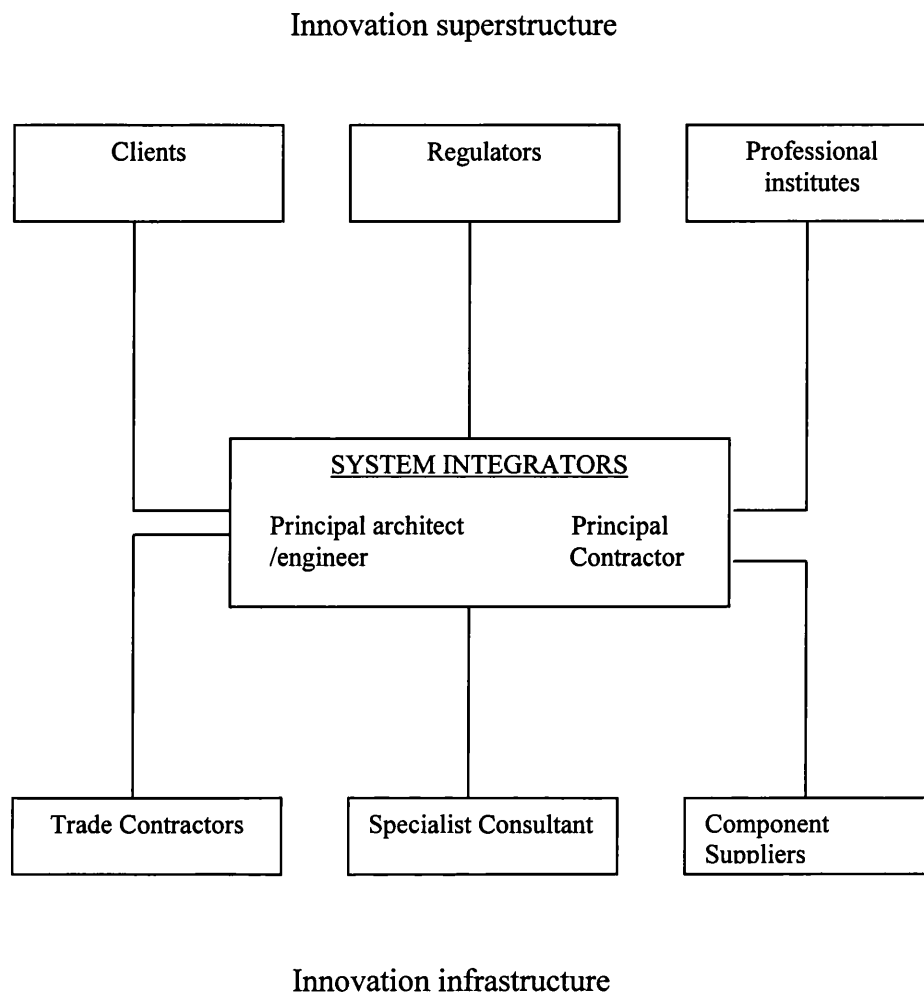 Innovation superstructure
Clients
Regulators
Professional
institutes
SYSTEM INTEGRATORS
Principal architect
/engineer
Principal
Contractor
Trade Contractors
Specialist Consultant
Component
Suppliers
Innovation infrastructure